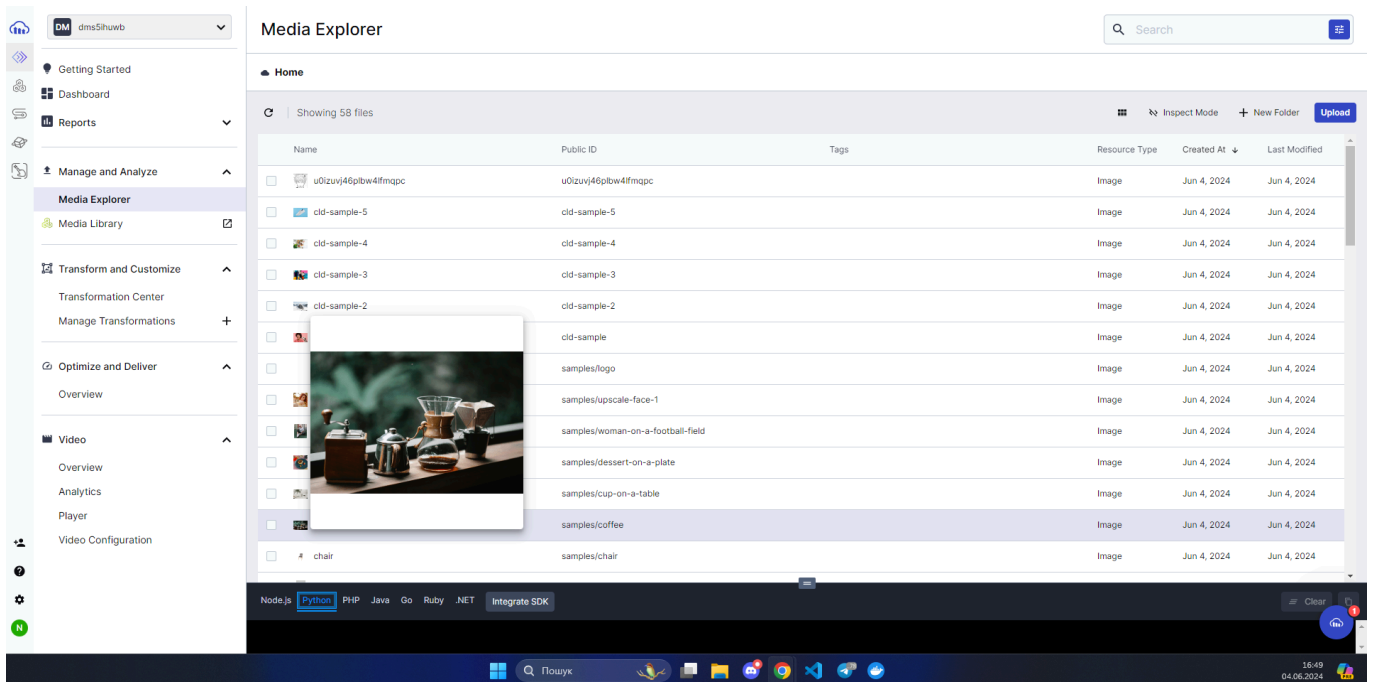 DM dms5ihuwb
Getting Started
Dashboard
Reports
Manage and Analyze
Media Explorer
Media Library
Transform and Customize
Transformation Center
Manage Transformations
Optimize and Deliver
Overview
Video
Overview
Analytics
Player
Video Configuration
N
Media Explorer
Search
Home
Showing 58 files
Inspect Mode
New Folder
Upload
Name Public ID Tags Resource Type Created At Last Modified
u0izuvj46plbw4lfmqpc u0izuvj46plbw4lfmqpc Image Jun 4, 2024 Jun 4, 2024
cld-sample-5 cld-sample-5 Image Jun 4, 2024 Jun 4, 2024
cld-sample-4 cld-sample-4 Image Jun 4, 2024 Jun 4, 2024
cld-sample-3 cld-sample-3 Image Jun 4, 2024 Jun 4, 2024
cld-sample-2 cld-sample-2 Image Jun 4, 2024 Jun 4, 2024
cld-sample Image Jun 4, 2024 Jun 4, 2024
samples/logo Image Jun 4, 2024 Jun 4, 2024
samples/upscale-face-1 Image Jun 4, 2024 Jun 4, 2024
samples/woman-on-a-football-field Image Jun 4, 2024 Jun 4, 2024
samples/dessert-on-a-plate Image Jun 4, 2024 Jun 4, 2024
samples/cup-on-a-table Image Jun 4, 2024 Jun 4, 2024
samples/coffee Image Jun 4, 2024 Jun 4, 2024
chair samples/chair Image Jun 4, 2024 Jun 4, 2024
Node.js Python PHP Java Go Ruby .NET Integrate SDK Clear
1
Пошук
16:49
04.06.2024